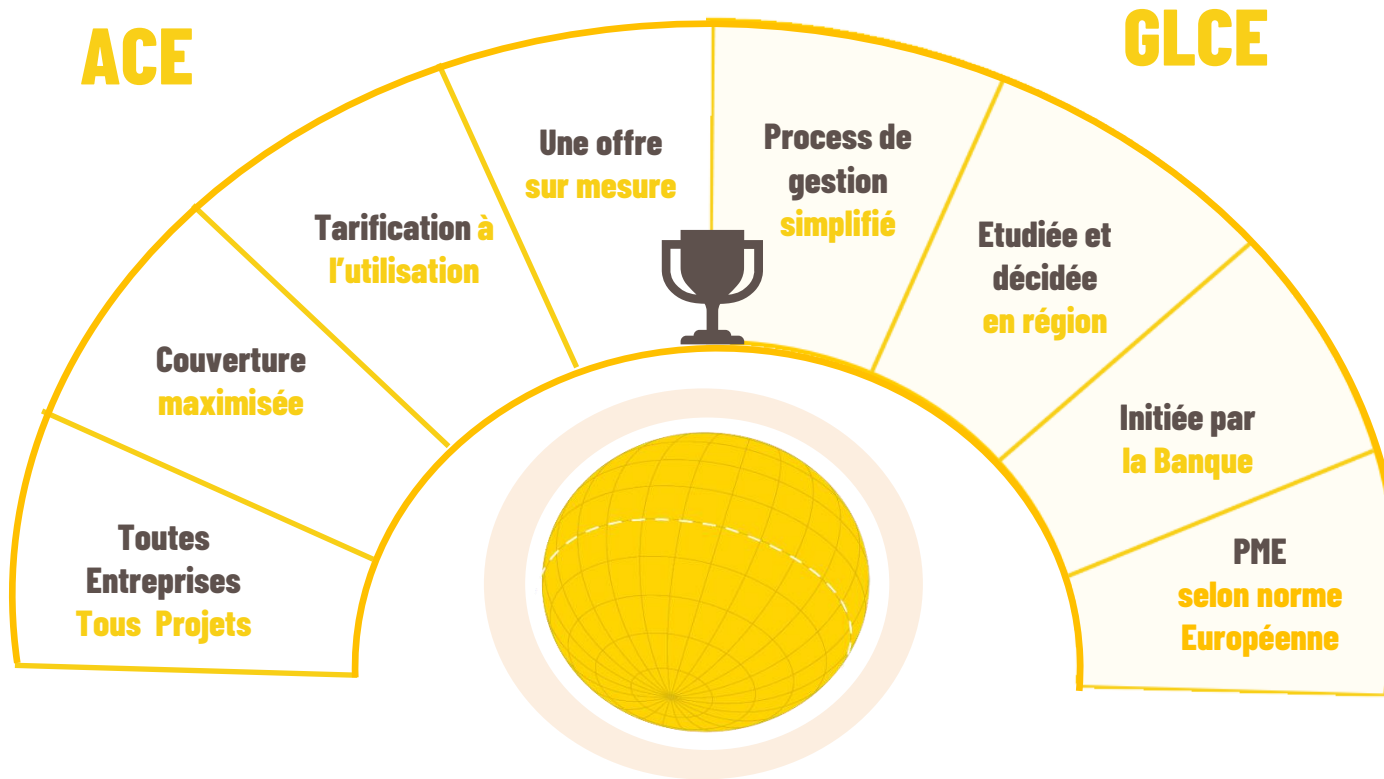 ACE
GLCE
Toutes
Entreprises
Tous Projets
Couverture
maximisée
Tarification à
l'utilisation
Une offre
sur mesure
Process de
gestion
simplifié
Etudiée et
décidée
en région
Initiée par
la Banque
PME
selon norme
Européenne